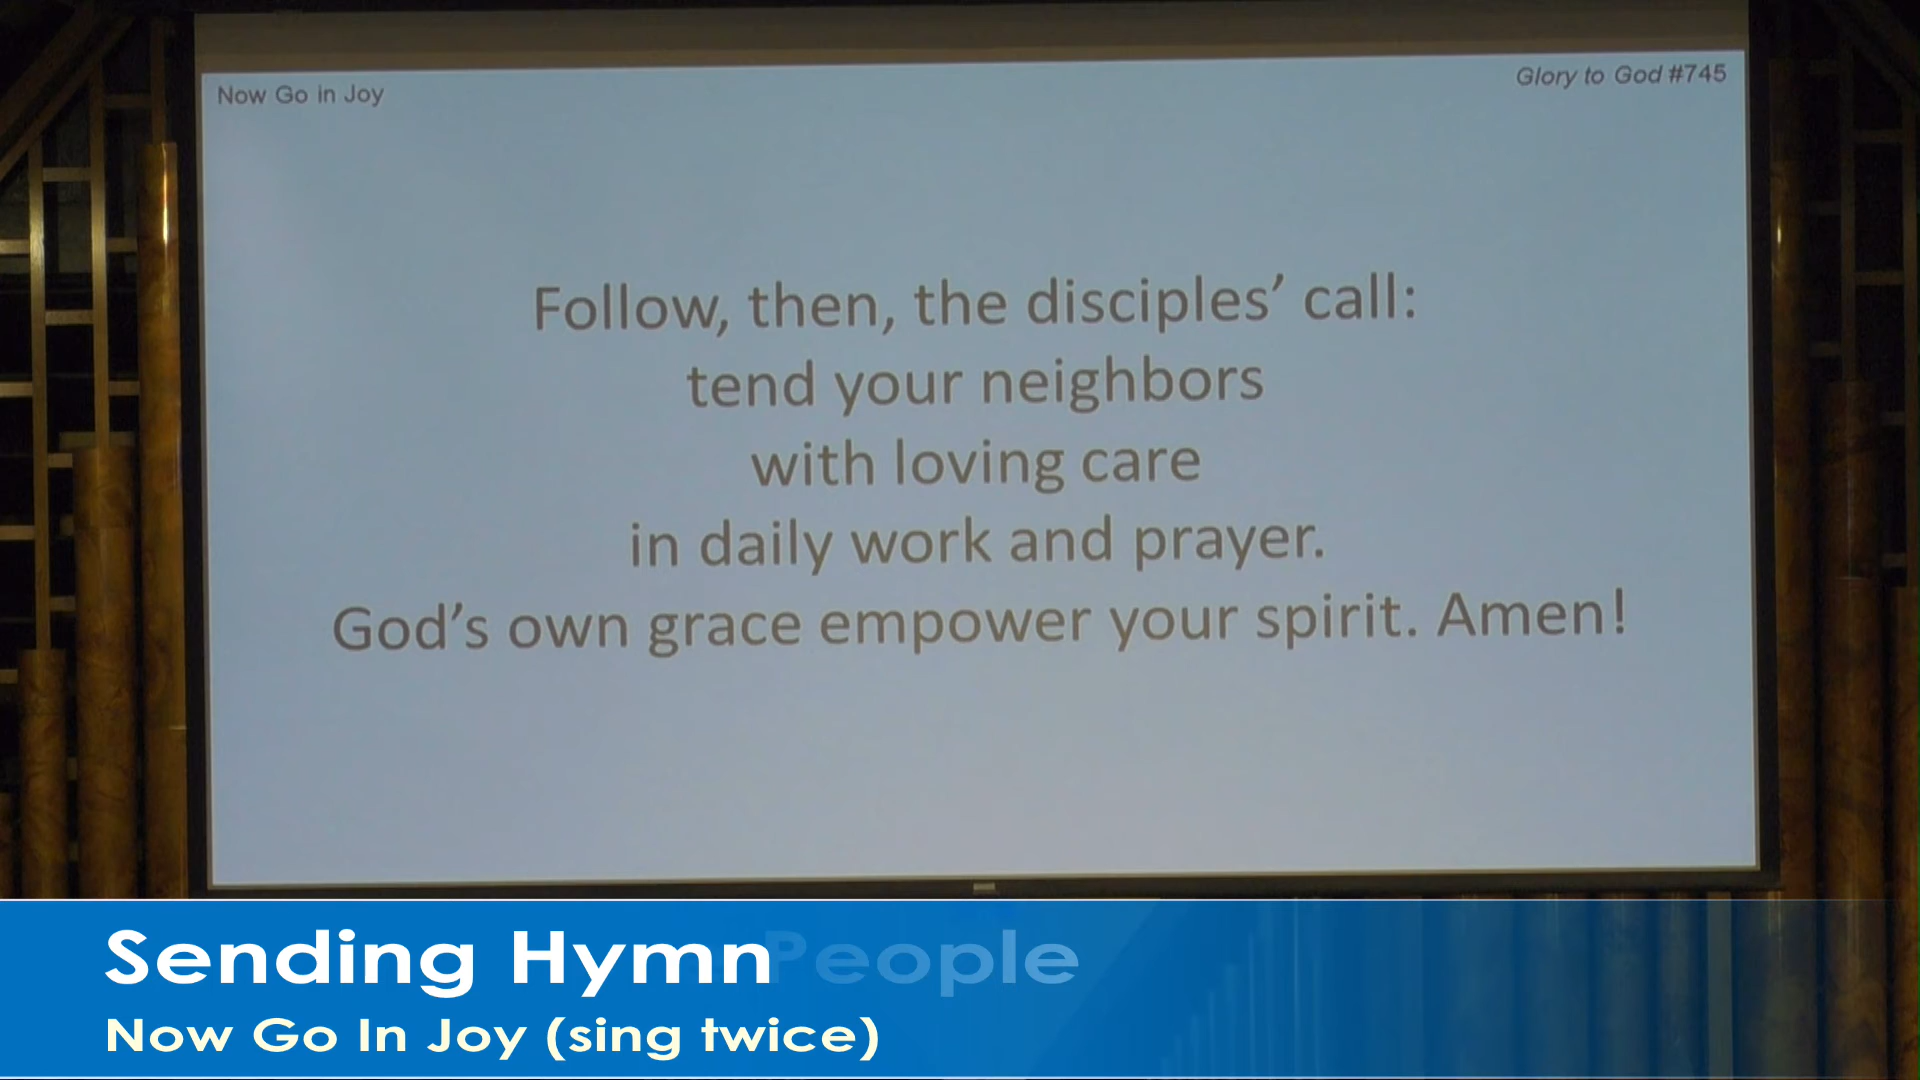 Now Go in Joy
Glory to God #745
Follow, then, the disciples’ call:
tend your neighbors
with loving care
in daily work and prayer.
God’s own grace empower your spirit. Amen!
Sending Hymn People
Now Go In Joy (sing twice)